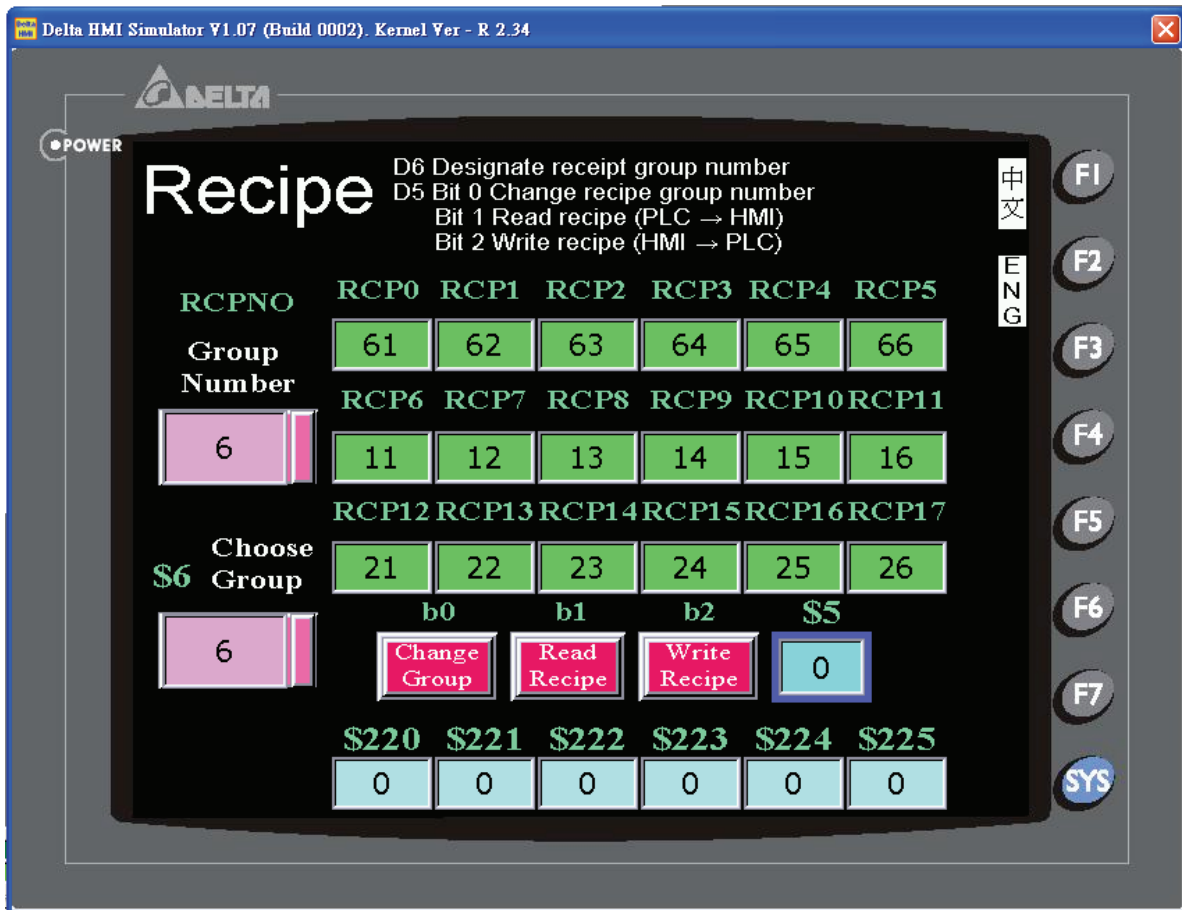 Delta HMI Simulator V1.07 (Build 0002). Kernel Ver - R 2.34
DELTA
POWER
Recipe
D6 Designate receipt group number
D5 Bit 0 Change recipe group number
Bit 1 Read recipe (PLC → HMI)
Bit 2 Write recipe (HMI → PLC)
中文
ENG
RCPNO
Group
Number
6
RCP0 RCP1 RCP2 RCP3 RCP4 RCP5
61 62 63 64 65 66
RCP6 RCP7 RCP8 RCP9 RCP10 RCP11
11 12 13 14 15 16
RCP12 RCP13 RCP14 RCP15 RCP16 RCP17
21 22 23 24 25 26
$6 Choose
Group
6
b0 b1 b2 $5
Change
Group
Read
Recipe
Write
Recipe
0
$220 $221 $222 $223 $224 $225
0 0 0 0 0 0
F1
F2
F3
F4
F5
F6
F7
SYS